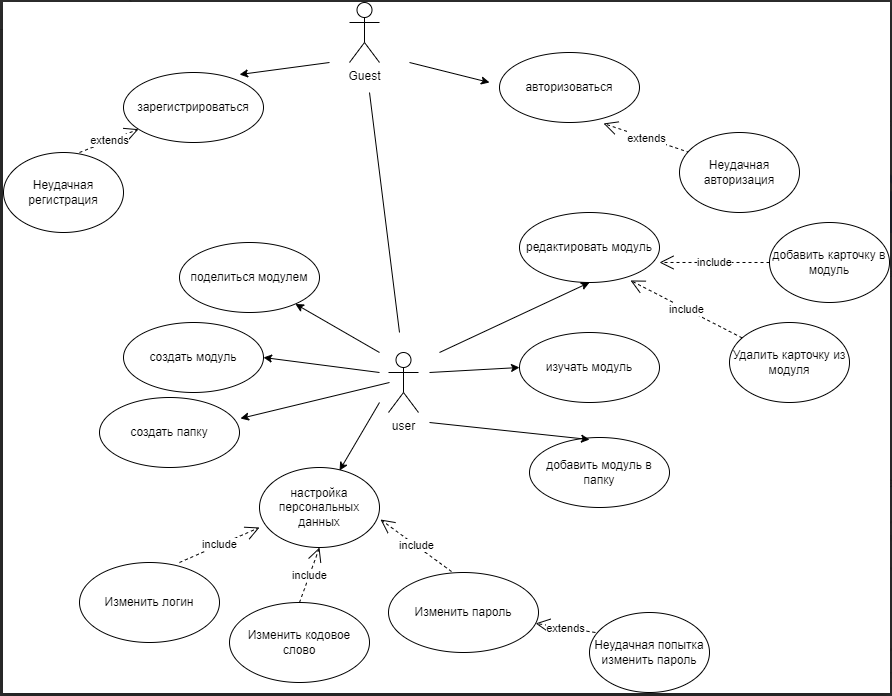 Guest
зарегистрироваться
авторизоваться
extends
extends
Неудачная
регистрация
Неудачная
авторизация
редактировать модуль
добавить карточку в
модуль
include
поделиться модулем
include
создать модуль
изучать модуль
Удалить карточку из
модуля
user
создать папку
добавить модуль в
папку
настройка
персональных
данных
include
include
include
Изменить логин
Изменить кодовое
слово
Изменить пароль
extends
Неудачная попытка
изменить пароль